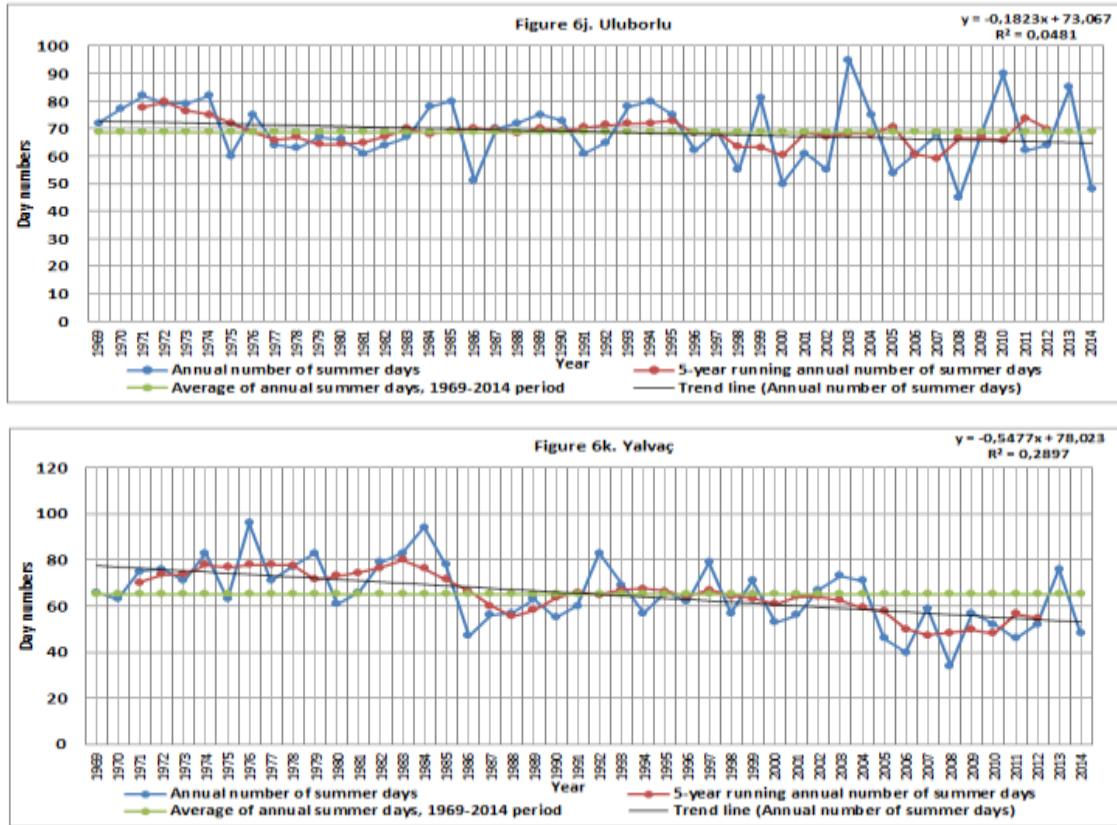 Figure 6j. Uluborlu
y = -0,1823x + 73,067
R² = 0,0481
Day numbers
100
90
80
70
60
50
40
30
20
10
0
1969 1970 1971 1972 1973 1974 1975 1976 1977 1978 1979 1980 1981 1982 1983 1984 1985 1986 1987 1988 1989 1990 1991 1992 1993 1994 1995 1996 1997 1998 1999 2000 2001 2002 2003 2004 2005 2006 2007 2008 2009 2010 2011 2012 2013 2014
Year
Annual number of summer days
5-year running annual number of summer days
Average of annual summer days, 1969-2014 period
Trend line (Annual number of summer days)
Figure 6k. Yalvaç
y = -0,5477x + 78,023
R² = 0,2897
Day numbers
120
100
80
60
40
20
0
1969 1970 1971 1972 1973 1974 1975 1976 1977 1978 1979 1980 1981 1982 1983 1984 1985 1986 1987 1988 1989 1990 1991 1992 1993 1994 1995 1996 1997 1998 1999 2000 2001 2002 2003 2004 2005 2006 2007 2008 2009 2010 2011 2012 2013 2014
Year
Annual number of summer days
5-year running annual number of summer days
Average of annual summer days, 1969-2014 period
Trend line (Annual number of summer days)